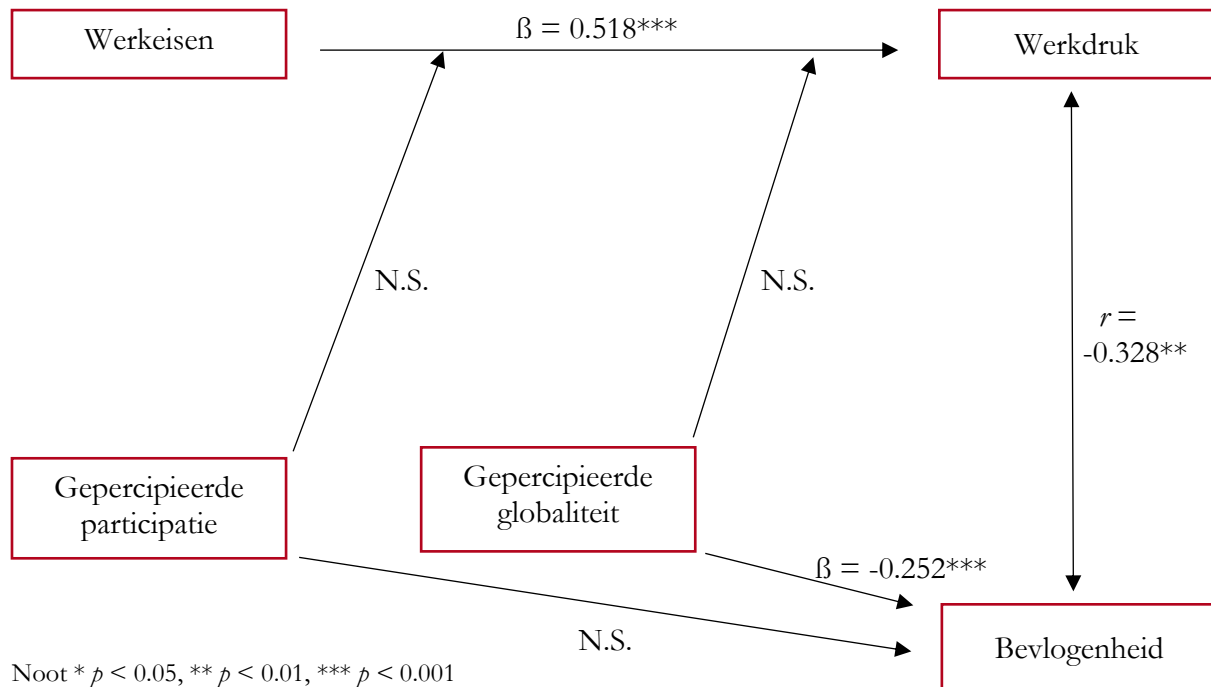 Werkeisen
ß = 0.518***
Werkdruk
N.S.
N.S.
r =
-0.328**
Gepercipieerde
participatie
Gepercipieerde
globaliteit
ß = -0.252***
N.S.
Bevlogenheid
Noot * p < 0.05, ** p < 0.01, *** p < 0.001